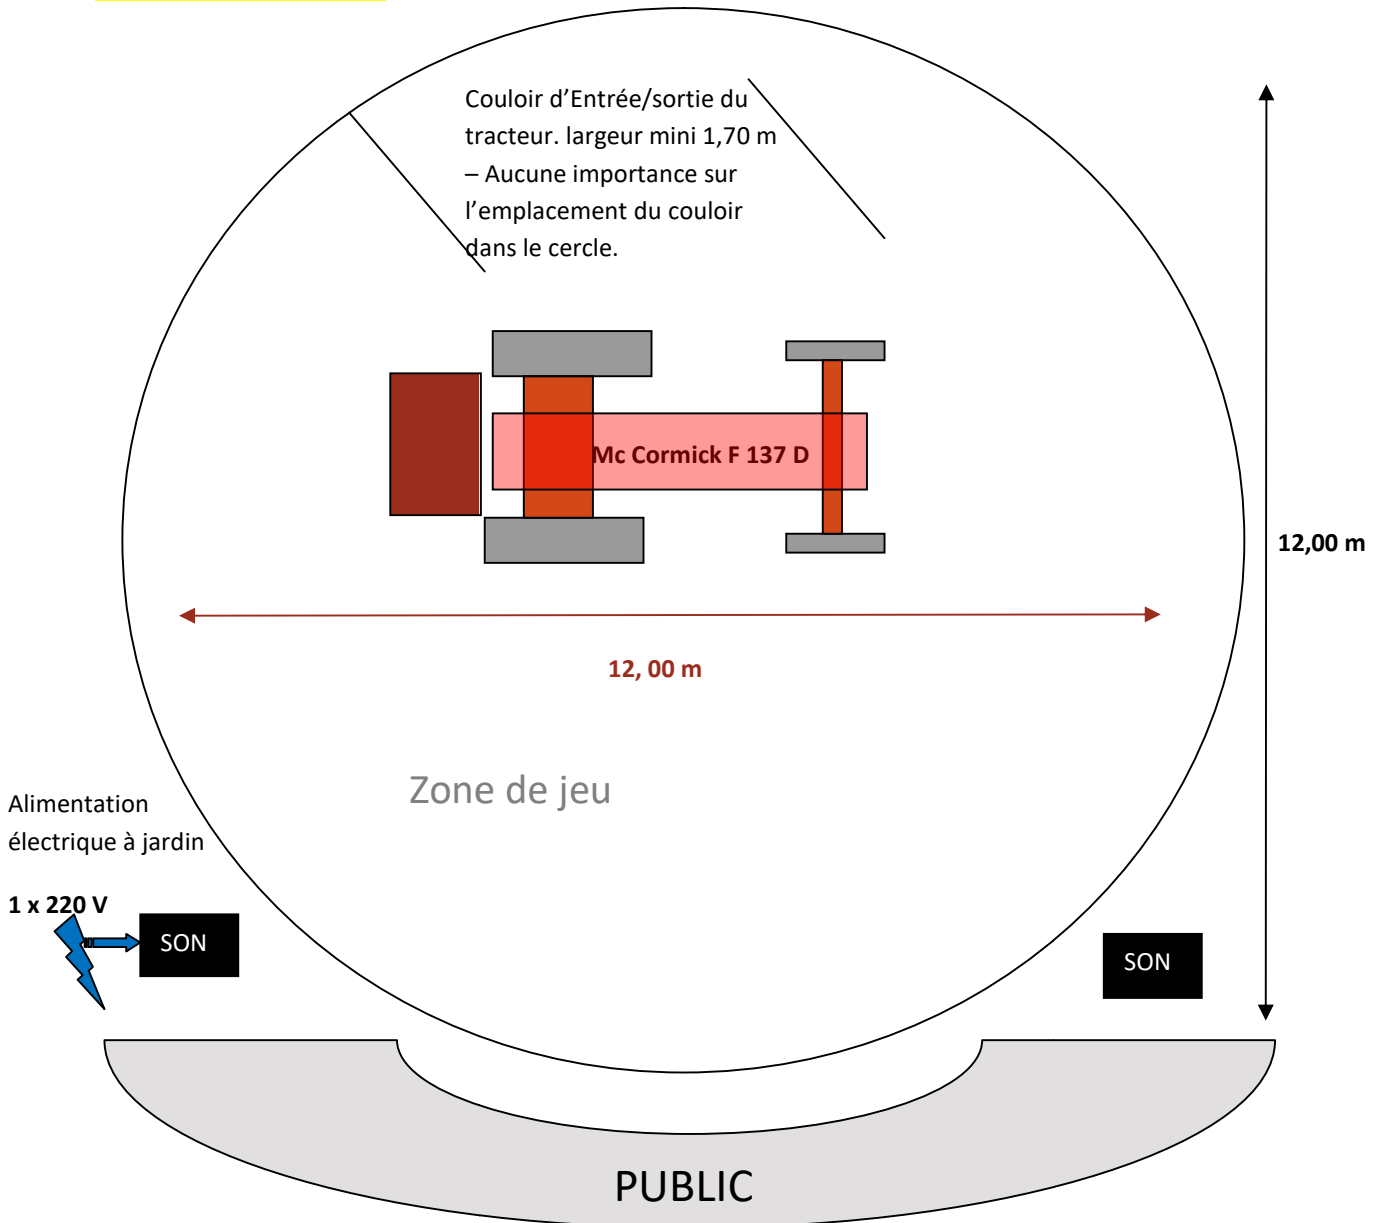 Couloir d'Entrée/sortie du
tracteur. largeur mini 1,70 m
– Aucune importance sur
l'emplacement du couloir
dans le cercle.
Mc Cormick F 137 D
12,00 m
12, 00 m
Zone de jeu
Alimentation
électrique à jardin
1 x 220 V
SON
SON
PUBLIC